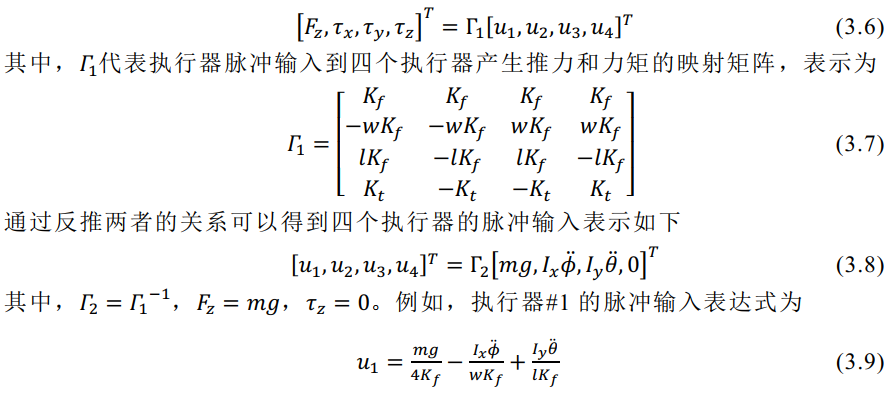 [F_z, τ_x, τ_y, τ_z]^T = Γ_1[u_1, u_2, u_3, u_4]^T (3.6)
其中，Γ_1代表执行器脉冲输入到四个执行器产生推力和力矩的映射矩阵，表示为
Γ_1 = [K_f K_f K_f K_f
−wK_f −wK_f wK_f wK_f
lK_f −lK_f lK_f −lK_f
K_t −K_t −K_t K_t] (3.7)
通过反推两者的关系可以得到四个执行器的脉冲输入表示如下
[u_1, u_2, u_3, u_4]^T = Γ_2[mg, I_xϕ̈, I_yθ̈, 0]^T (3.8)
其中，Γ_2 = Γ_1^{−1}，F_z = mg，τ_z = 0。例如，执行器#1 的脉冲输入表达式为
u_1 = mg/4K_f − I_xϕ̈/wK_f + I_yθ̈/lK_f (3.9)